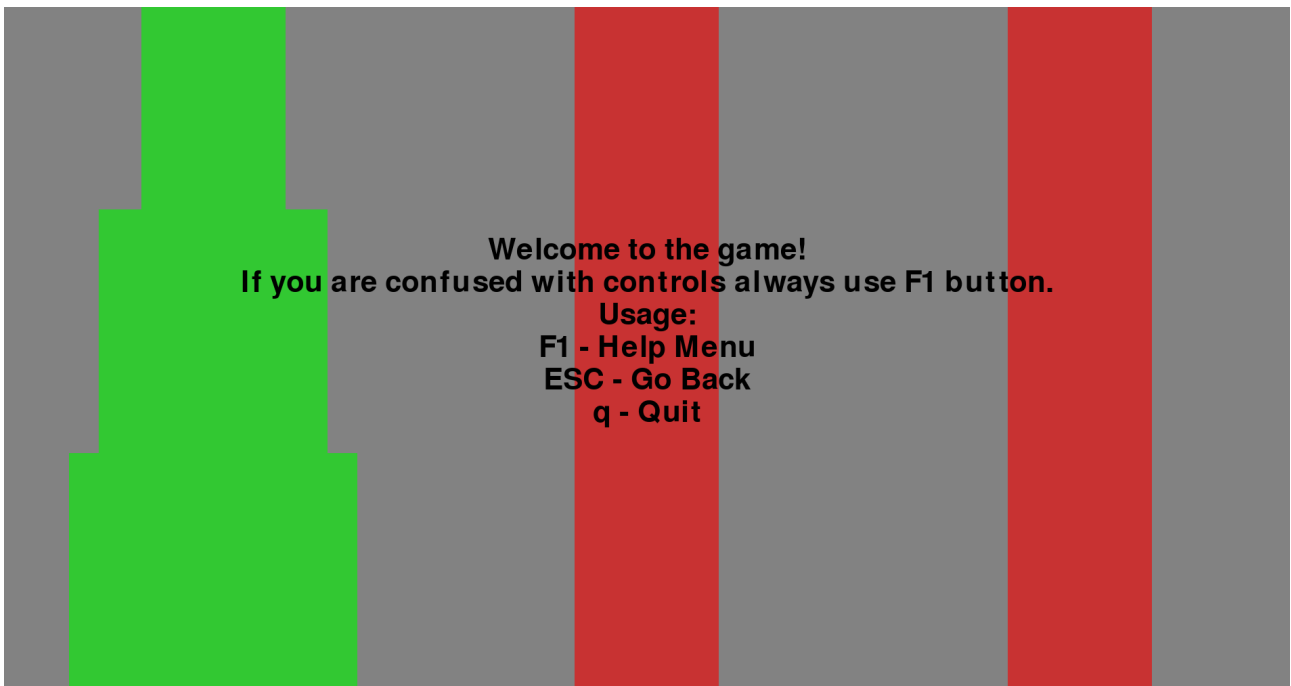 Welcome to the game!
If you are confused with controls always use F1 button.
Usage:
F1 - Help Menu
ESC - Go Back
q - Quit